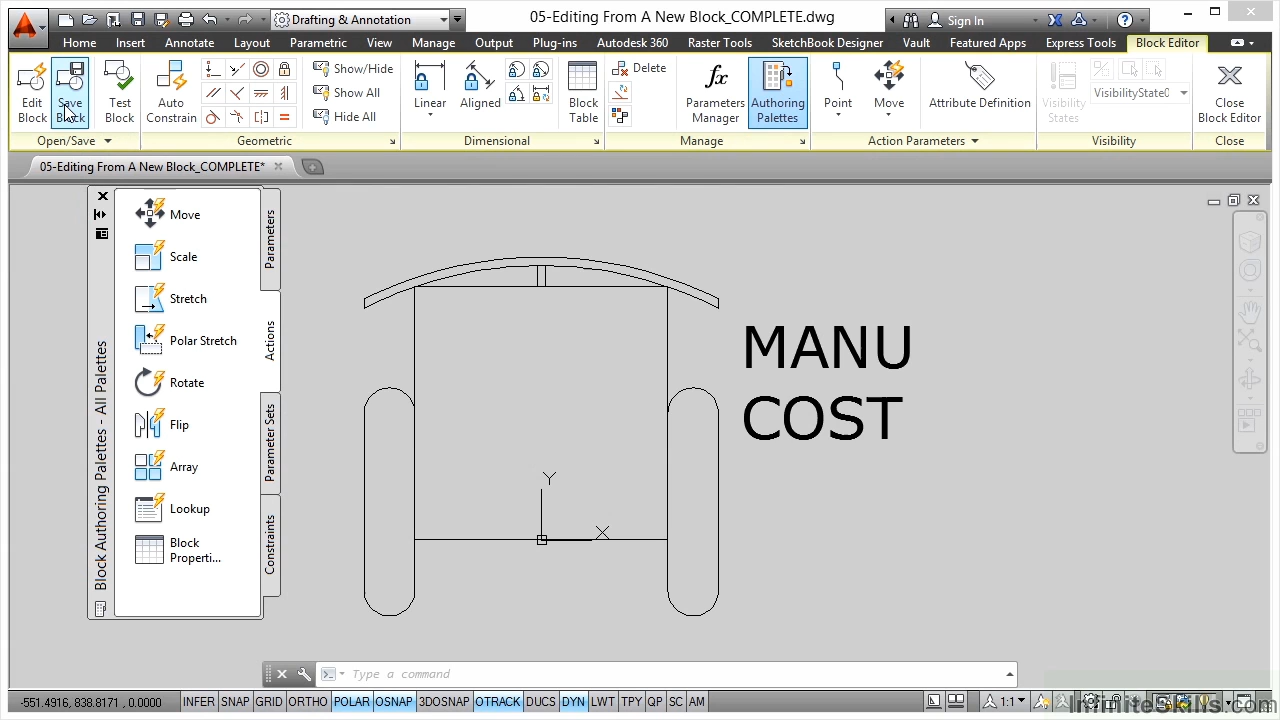 Drafting & Annotation
05-Editing From A New Block_COMPLETE.dwg
Sign In
Home Insert Annotate Layout Parametric View Manage Output Plug-ins Autodesk 360 Raster Tools SketchBook Designer Vault Featured Apps Express Tools Block Editor
Edit Block
Save Block
Test Block
Auto Constrain
Show/Hide
Show All
Hide All
Linear
Aligned
Block Table
Delete
Parameters Manager
Authoring Palettes
Point
Move
Attribute Definition
Visibility States
VisibilityState0
Close Block Editor
Open/Save
Geometric
Dimensional
Manage
Action Parameters
Visibility
Close
05-Editing From A New Block_COMPLETE*
Move
Scale
Stretch
Polar Stretch
Rotate
Flip
Array
Lookup
Block
Properti...
Parameters
Actions
Parameter Sets
Constraints
Block Authoring Palettes - All Palettes
MANU
COST
Y
X
Type a command
-551.4916, 838.8171 , 0.0000 INFER SNAP GRID ORTHO POLAR OSNAP 3DOSNAP OTRACK DUCS DYN LWT TPY QP SC AM 1:1
InfiniteSkills.com